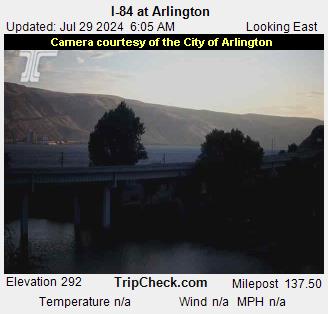 I-84 at Arlington
Updated: Jul 29 2024 6:05 AM Looking East
Camera courtesy of the City of Arlington
Elevation 292 TripCheck.com Milepost 137.50
Temperature n/a Wind n/a MPH n/a